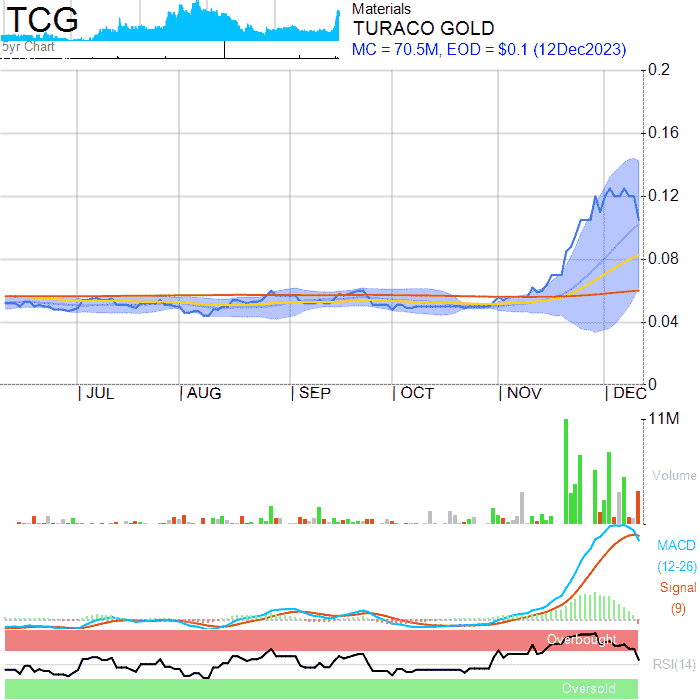 TCG
5yr Chart
Materials
TURACO GOLD
MC = 70.5M, EOD = $0.1 (12Dec2023)
0.2
0.16
0.12
0.08
0.04
0
JUL AUG SEP OCT NOV DEC
11M
Volume
MACD
(12-26)
Signal
(9)
Overbought
RSI(14)
Oversold